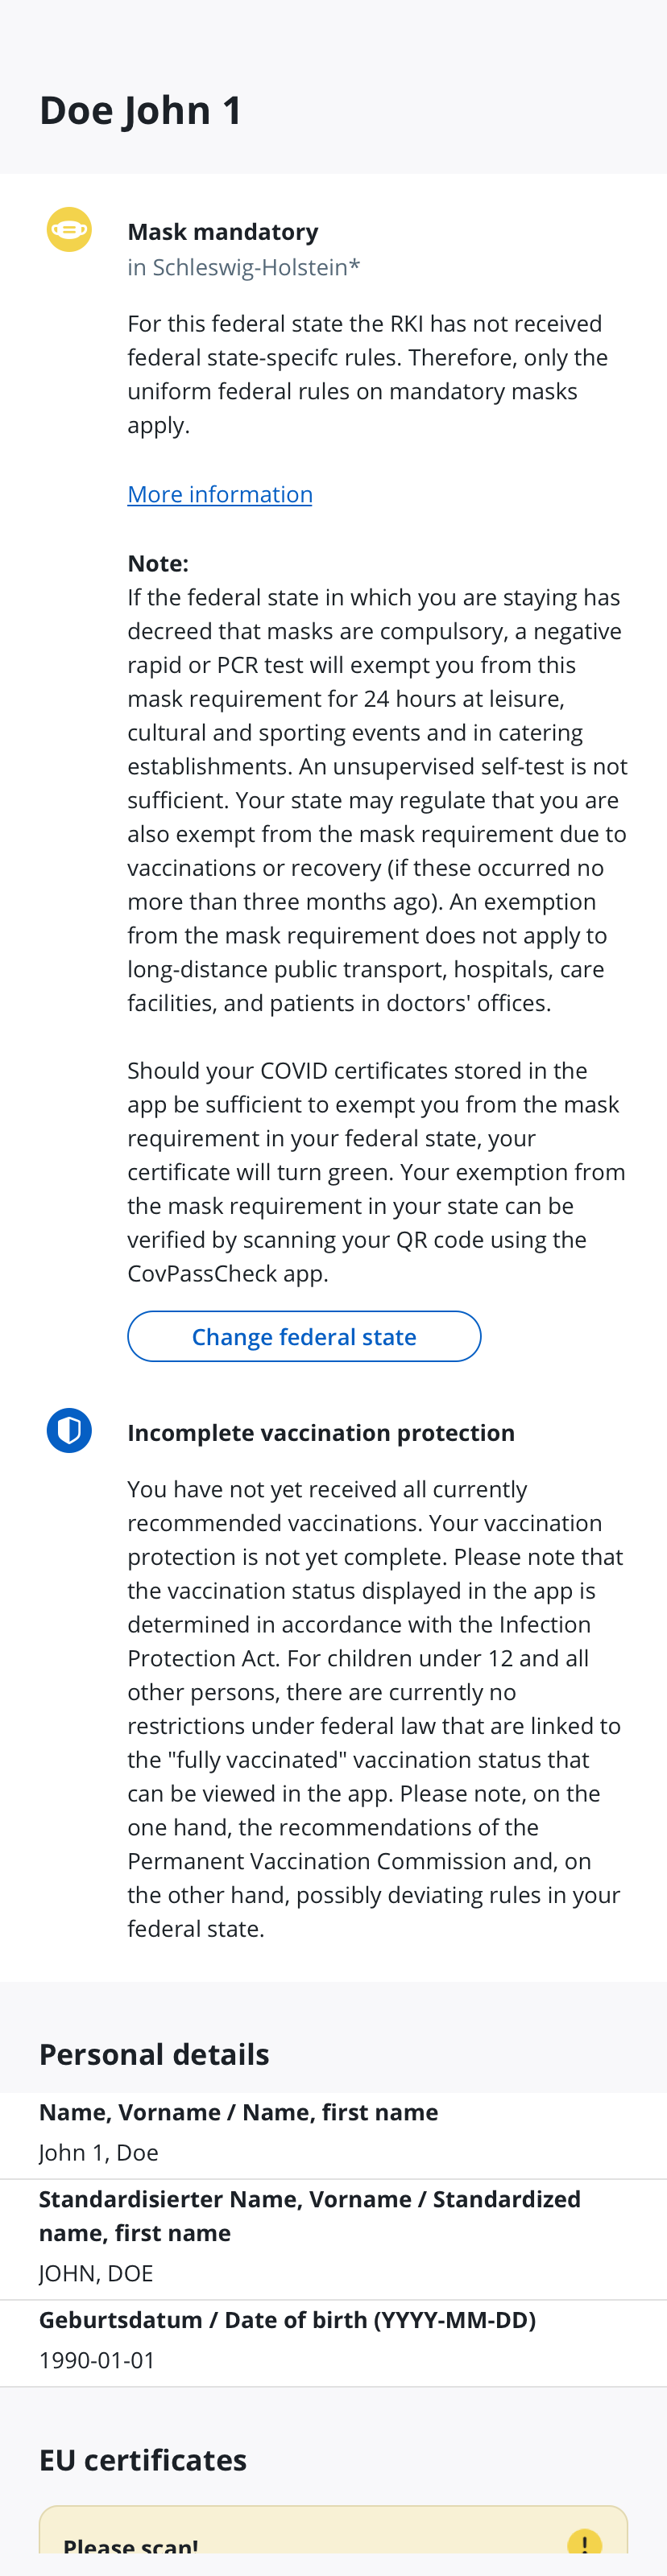 Doe John 1
Mask mandatory
in Schleswig-Holstein*
For this federal state the RKI has not received
federal state-specifc rules. Therefore, only the
uniform federal rules on mandatory masks
apply.
More information
Note:
If the federal state in which you are staying has
decreed that masks are compulsory, a negative
rapid or PCR test will exempt you from this
mask requirement for 24 hours at leisure,
cultural and sporting events and in catering
establishments. An unsupervised self-test is not
sufficient. Your state may regulate that you are
also exempt from the mask requirement due to
vaccinations or recovery (if these occurred no
more than three months ago). An exemption
from the mask requirement does not apply to
long-distance public transport, hospitals, care
facilities, and patients in doctors' offices.
Should your COVID certificates stored in the
app be sufficient to exempt you from the mask
requirement in your federal state, your
certificate will turn green. Your exemption from
the mask requirement in your state can be
verified by scanning your QR code using the
CovPassCheck app.
Change federal state
Incomplete vaccination protection
You have not yet received all currently
recommended vaccinations. Your vaccination
protection is not yet complete. Please note that
the vaccination status displayed in the app is
determined in accordance with the Infection
Protection Act. For children under 12 and all
other persons, there are currently no
restrictions under federal law that are linked to
the "fully vaccinated" vaccination status that
can be viewed in the app. Please note, on the
one hand, the recommendations of the
Permanent Vaccination Commission and, on
the other hand, possibly deviating rules in your
federal state.
Personal details
Name, Vorname / Name, first name
John 1, Doe
Standardisierter Name, Vorname / Standardized
name, first name
JOHN, DOE
Geburtsdatum / Date of birth (YYYY-MM-DD)
1990-01-01
EU certificates
Please scan!